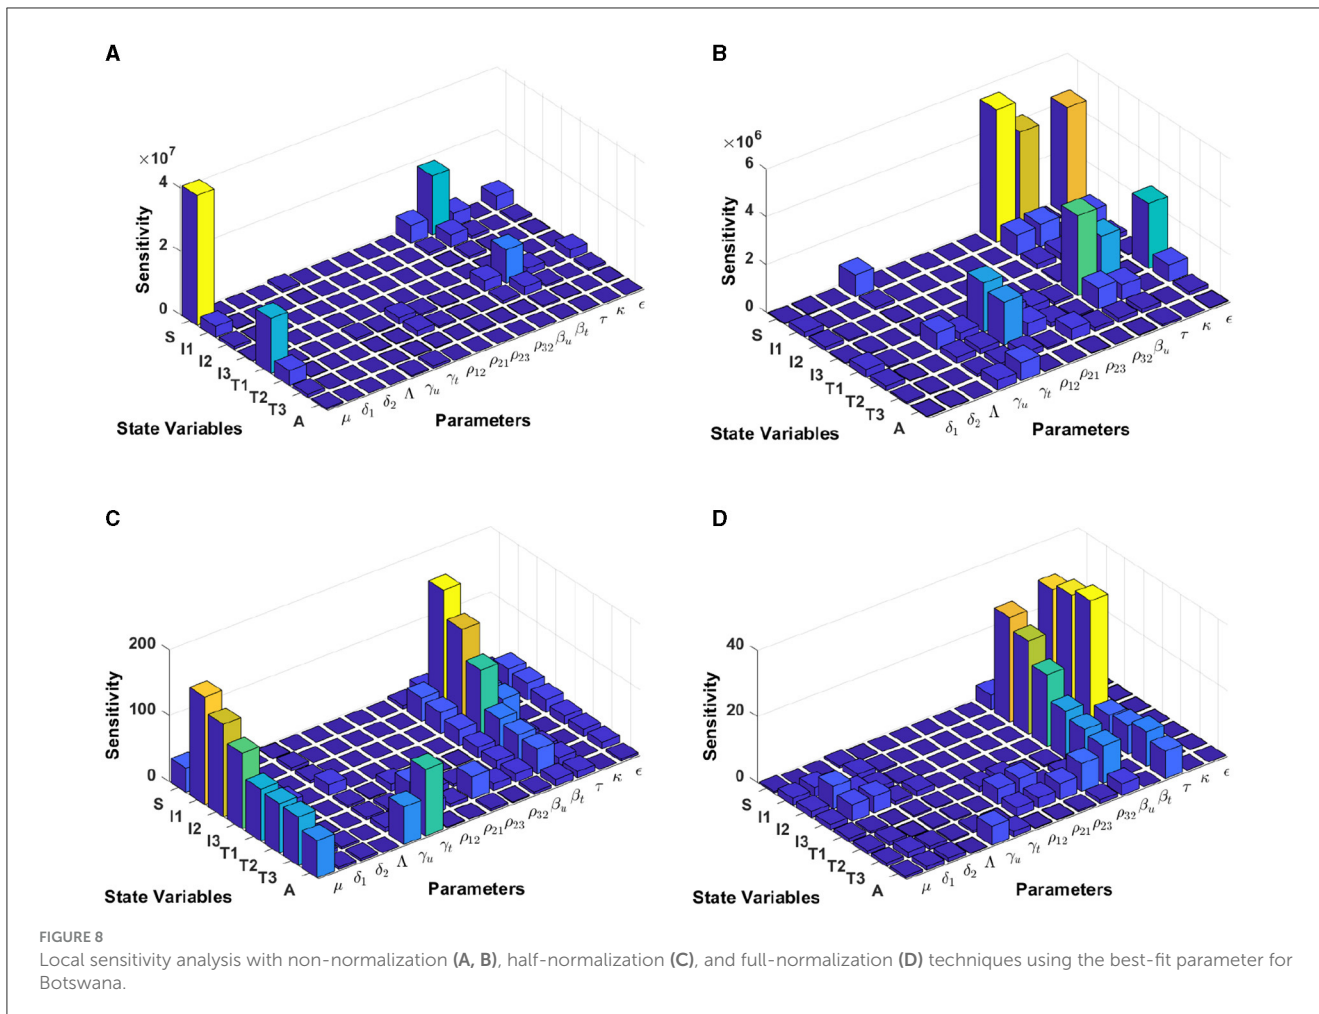 A
×10⁷
4
2
0
Sensitivity
S
I1
I2
I3
T1
T2
T3
A
State Variables
μ
δ₁
δ₂
Λ
γᵤ
γₜ
ρ₁₂
ρ₂₁
ρ₂₃
ρ₃₂
βᵤ
βₜ
τ
κ
ϵ
Parameters
B
×10⁶
6
4
2
0
Sensitivity
S
I1
I2
I3
T1
T2
T3
A
State Variables
δ₁
δ₂
Λ
γᵤ
γₜ
ρ₁₂
ρ₂₁
ρ₂₃
ρ₃₂
βᵤ
τ
κ
ϵ
Parameters
C
200
100
0
Sensitivity
S
I1
I2
I3
T1
T2
T3
A
State Variables
μ
δ₁
δ₂
Λ
γᵤ
γₜ
ρ₁₂
ρ₂₁
ρ₂₃
ρ₃₂
βᵤ
βₜ
τ
κ
ϵ
Parameters
D
40
20
0
Sensitivity
S
I1
I2
I3
T1
T2
T3
A
State Variables
μ
δ₁
δ₂
Λ
γᵤ
γₜ
ρ₁₂
ρ₂₁
ρ₂₃
ρ₃₂
βᵤ
βₜ
τ
κ
ϵ
Parameters
FIGURE 8
Local sensitivity analysis with non-normalization (A, B), half-normalization (C), and full-normalization (D) techniques using the best-fit parameter for
Botswana.